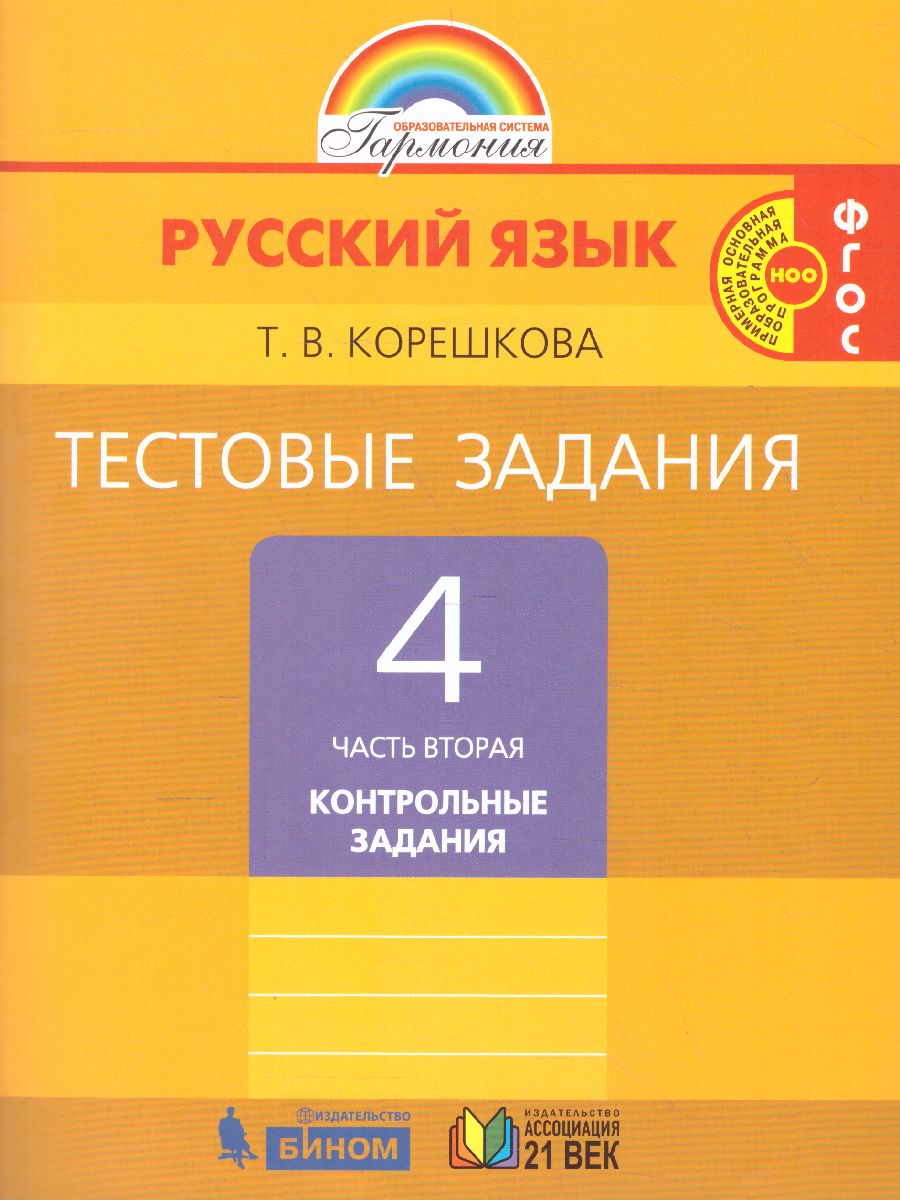 ОБРАЗОВАТЕЛЬНАЯ СИСТЕМА
Гармония
РУССКИЙ ЯЗЫК
ПРИМЕРНАЯ ОСНОВНАЯ
ОБРАЗОВАТЕЛЬНАЯ
ПРОГРАММА
НОО
ФГОС
Т. В. КОРЕШКОВА
ТЕСТОВЫЕ ЗАДАНИЯ
4
ЧАСТЬ ВТОРАЯ
КОНТРОЛЬНЫЕ
ЗАДАНИЯ
ИЗДАТЕЛЬСТВО
БИНОМ
ИЗДАТЕЛЬСТВО
АССОЦИАЦИЯ
21 ВЕК